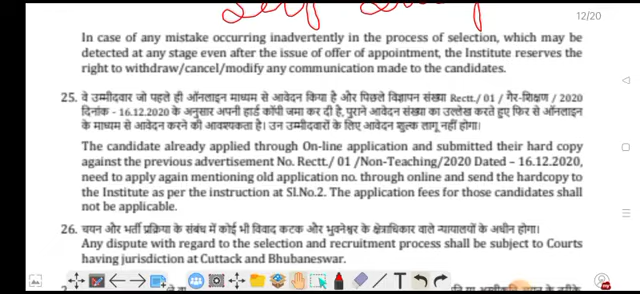 Self
12/20
In case of any mistake occurring inadvertently in the process of selection, which may be
detected at any stage even after the issue of offer of appointment, the Institute reserves the
right to withdraw/cancel/modify any communication made to the candidates.
25. वे उम्मीदवार जो पहले ही ऑनलाइन माध्यम से आवेदन किया है और पिछले विज्ञापन संख्या Rectt./ 01 / गैर-शिक्षण / 2020
दिनांक - 16.12.2020 के अनुसार अपनी हार्ड कॉपी जमा कर दी है, पुराने आवेदन संख्या का उल्लेख करते हुए फिर से ऑनलाइन
के माध्यम से आवेदन करने की आवश्यकता है। उन उम्मीदवारों के लिए आवेदन शुल्क लागू नहीं होगा।
The candidate already applied through On-line application and submitted their hard copy
against the previous advertisement No. Rectt./ 01 /Non-Teaching/2020 Dated – 16.12.2020,
need to apply again mentioning old application no. through online and send the hardcopy to
the Institute as per the instruction at Sl.No.2. The application fees for those candidates shall
not be applicable.
26. चयन और भर्ती प्रक्रिया के संबंध में कोई भी विवाद कटक और भुवनेश्वर के क्षेत्राधिकार वाले न्यायालयों के अधीन होगा।
Any dispute with regard to the selection and recruitment process shall be subject to Courts
having jurisdiction at Cuttack and Bhubaneswar.
T